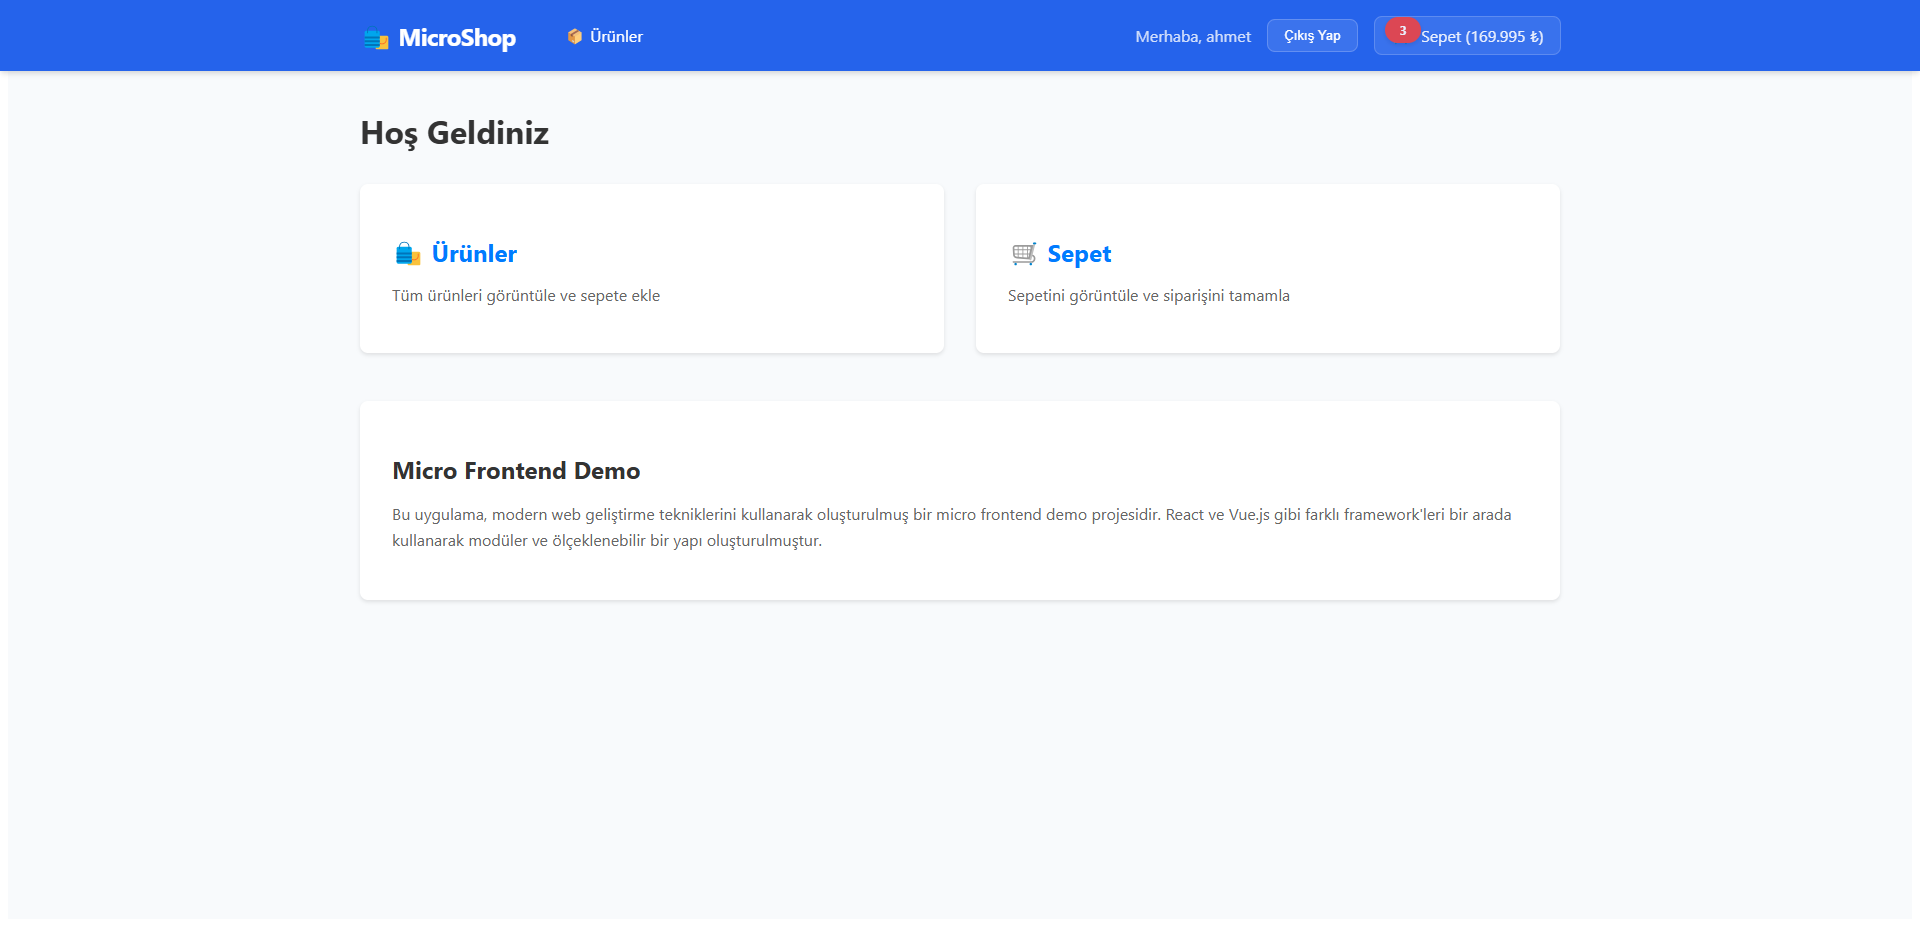 MicroShop
Ürünler
Merhaba, ahmet
Çıkış Yap
3
Sepet (169.995 ₺)
Hoş Geldiniz
Ürünler
Tüm ürünleri görüntüle ve sepete ekle
Sepet
Sepetini görüntüle ve siparişini tamamla
Micro Frontend Demo
Bu uygulama, modern web geliştirme tekniklerini kullanarak oluşturulmuş bir micro frontend demo projesidir. React ve Vue.js gibi farklı framework'leri bir arada
kullanarak modüler ve ölçeklenebilir bir yapı oluşturulmuştur.